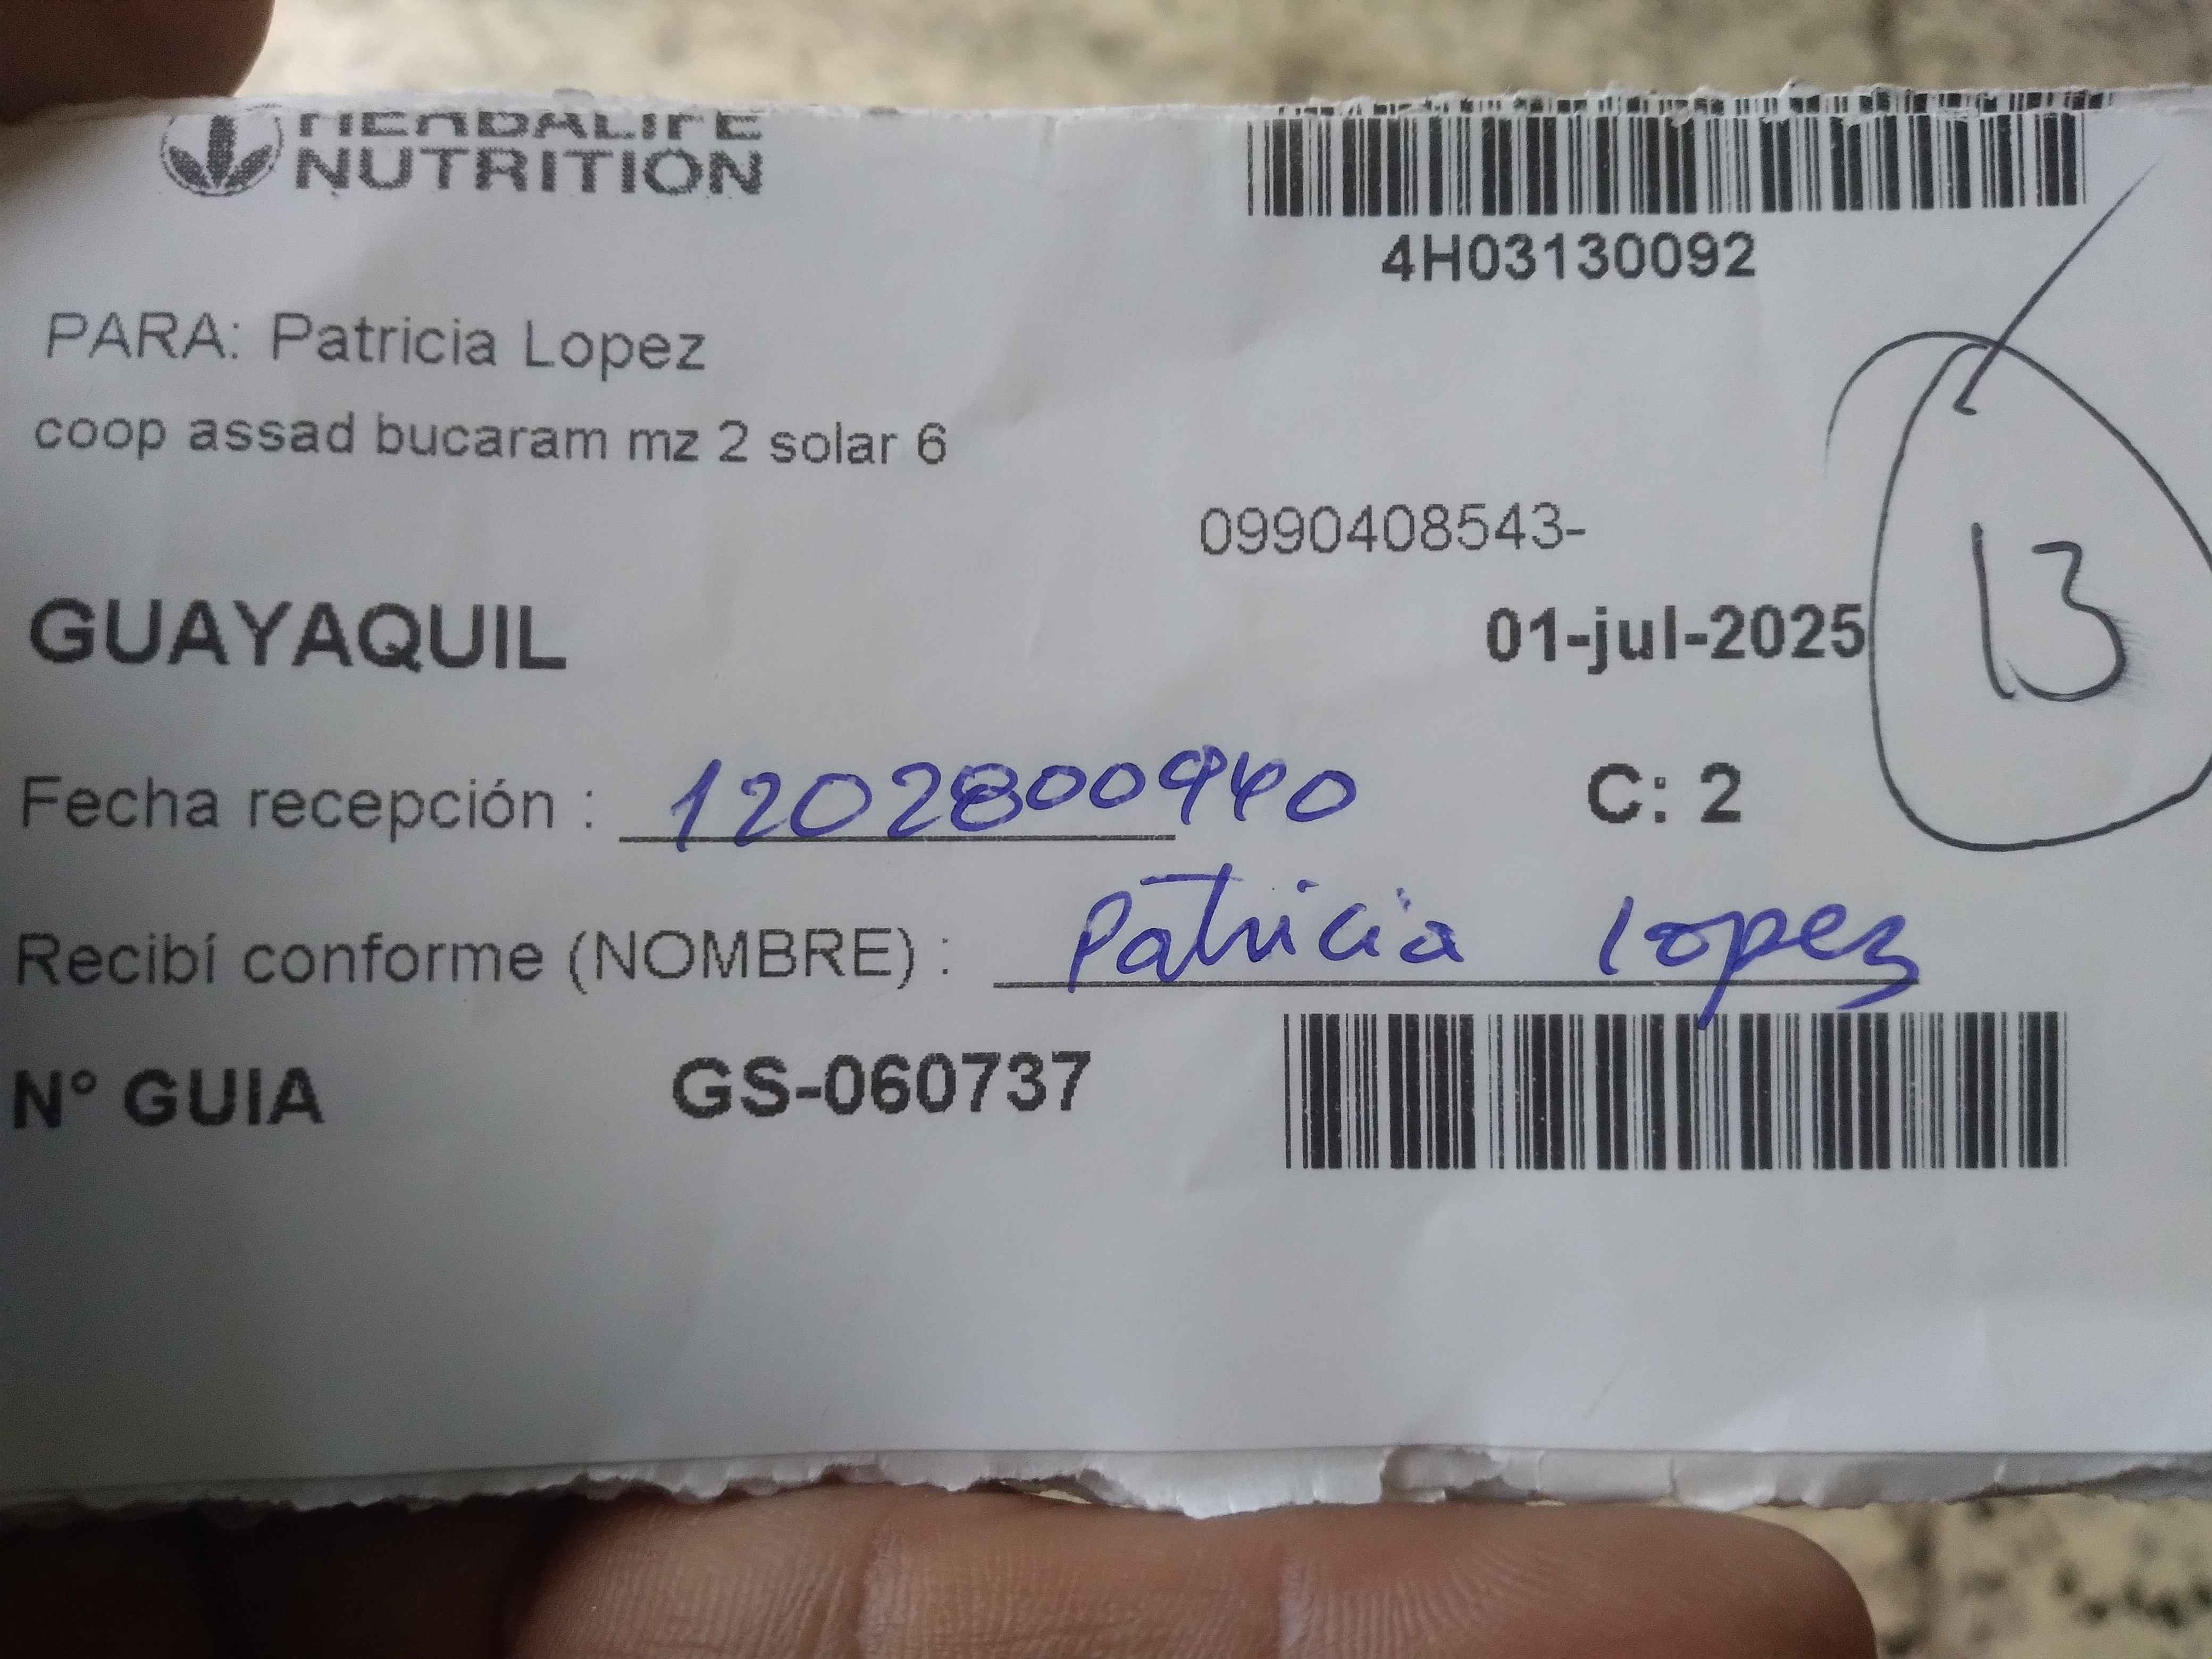 HERBALIFE
NUTRITION
4H03130092
PARA: Patricia Lopez
coop assad bucaram mz 2 solar 6
0990408543-
GUAYAQUIL
01-jul-2025
13
Fecha recepción : 1202800940
C: 2
Recibí conforme (NOMBRE) : Patricia lopez
N° GUIA GS-060737